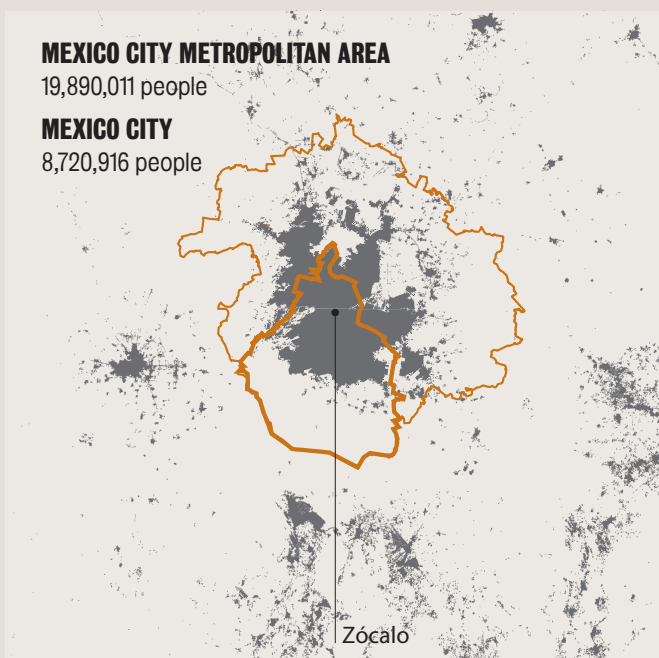 MEXICO CITY METROPOLITAN AREA
19,890,011 people
MEXICO CITY
8,720,916 people
Zócalo